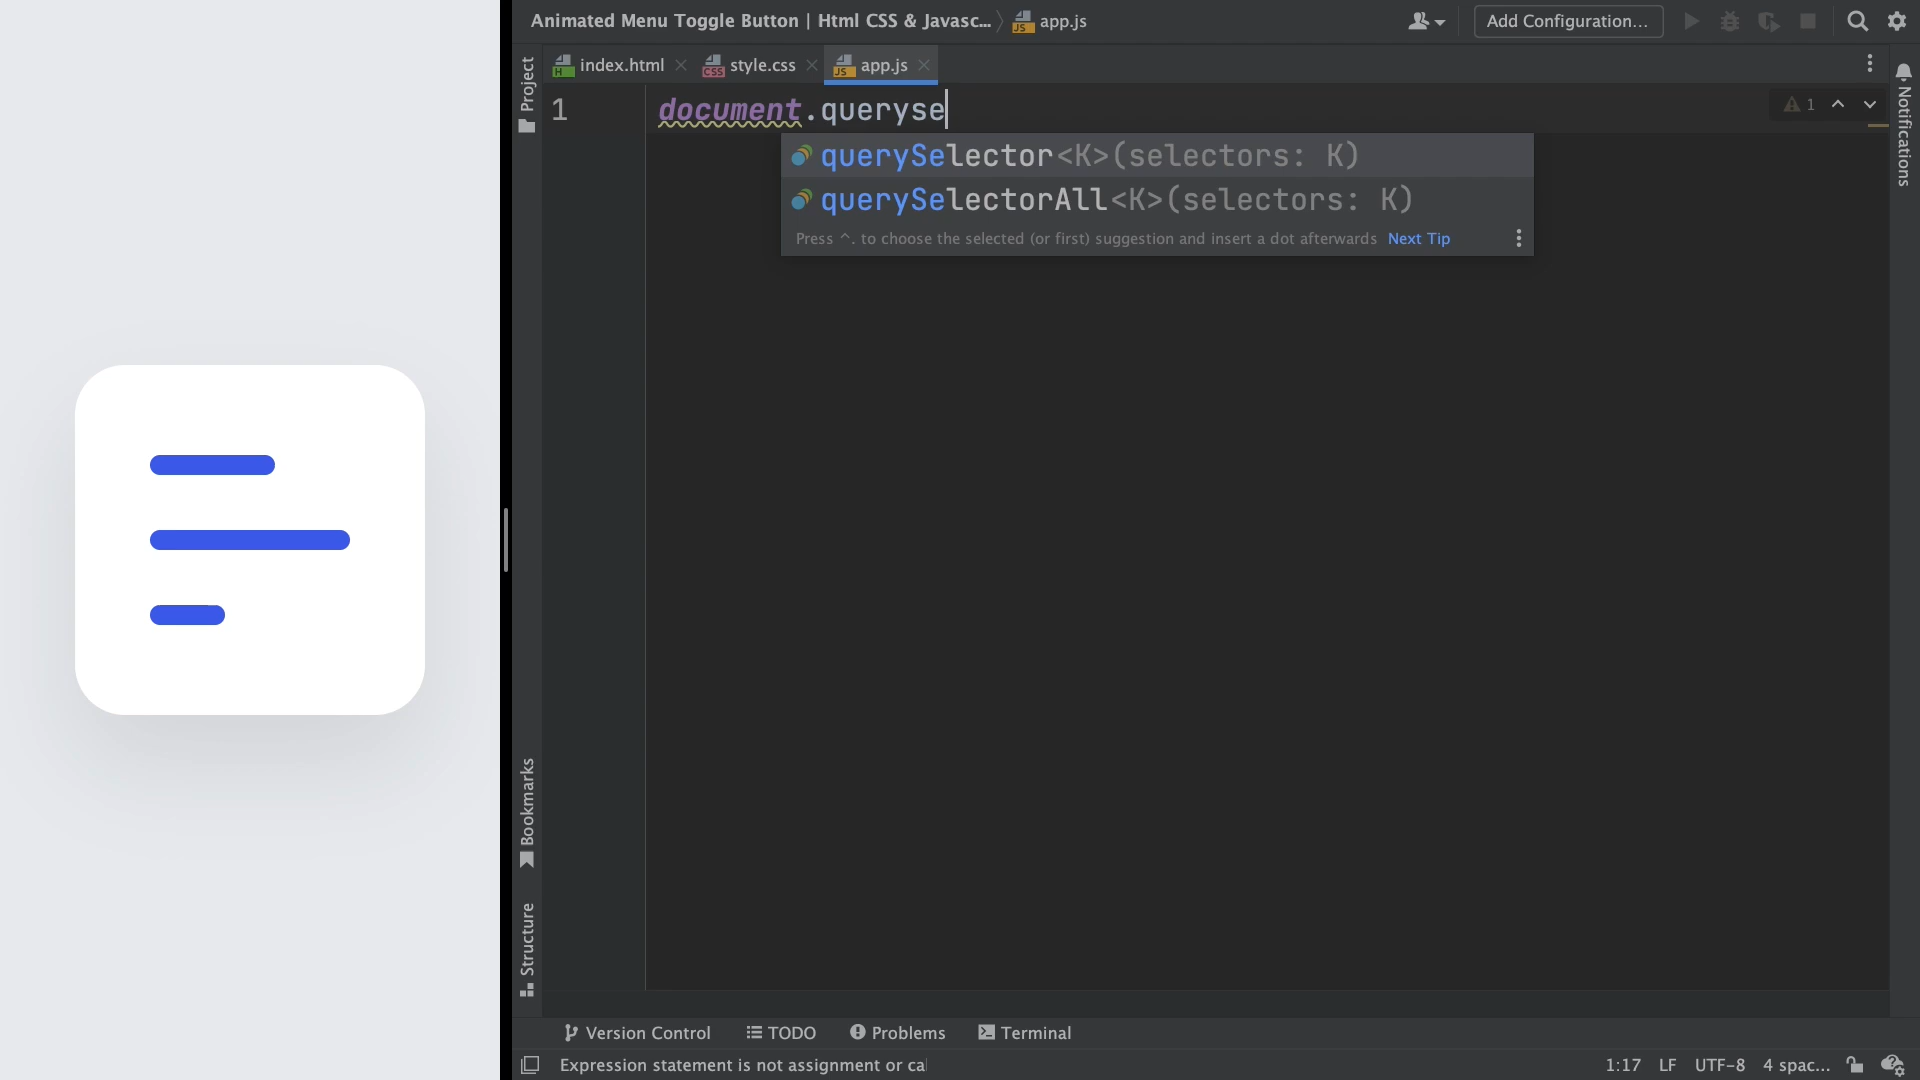 Animated Menu Toggle Button | Html CSS & Javasc... app.js
Add Configuration...
index.html
style.css
app.js
Project
Notifications
1
document.queryse
1
querySelector<K>(selectors: K)
querySelectorAll<K>(selectors: K)
Press ^. to choose the selected (or first) suggestion and insert a dot afterwards Next Tip
Bookmarks
Structure
Version Control
TODO
Problems
Terminal
Expression statement is not assignment or ca
1:17 LF UTF-8 4 spac...